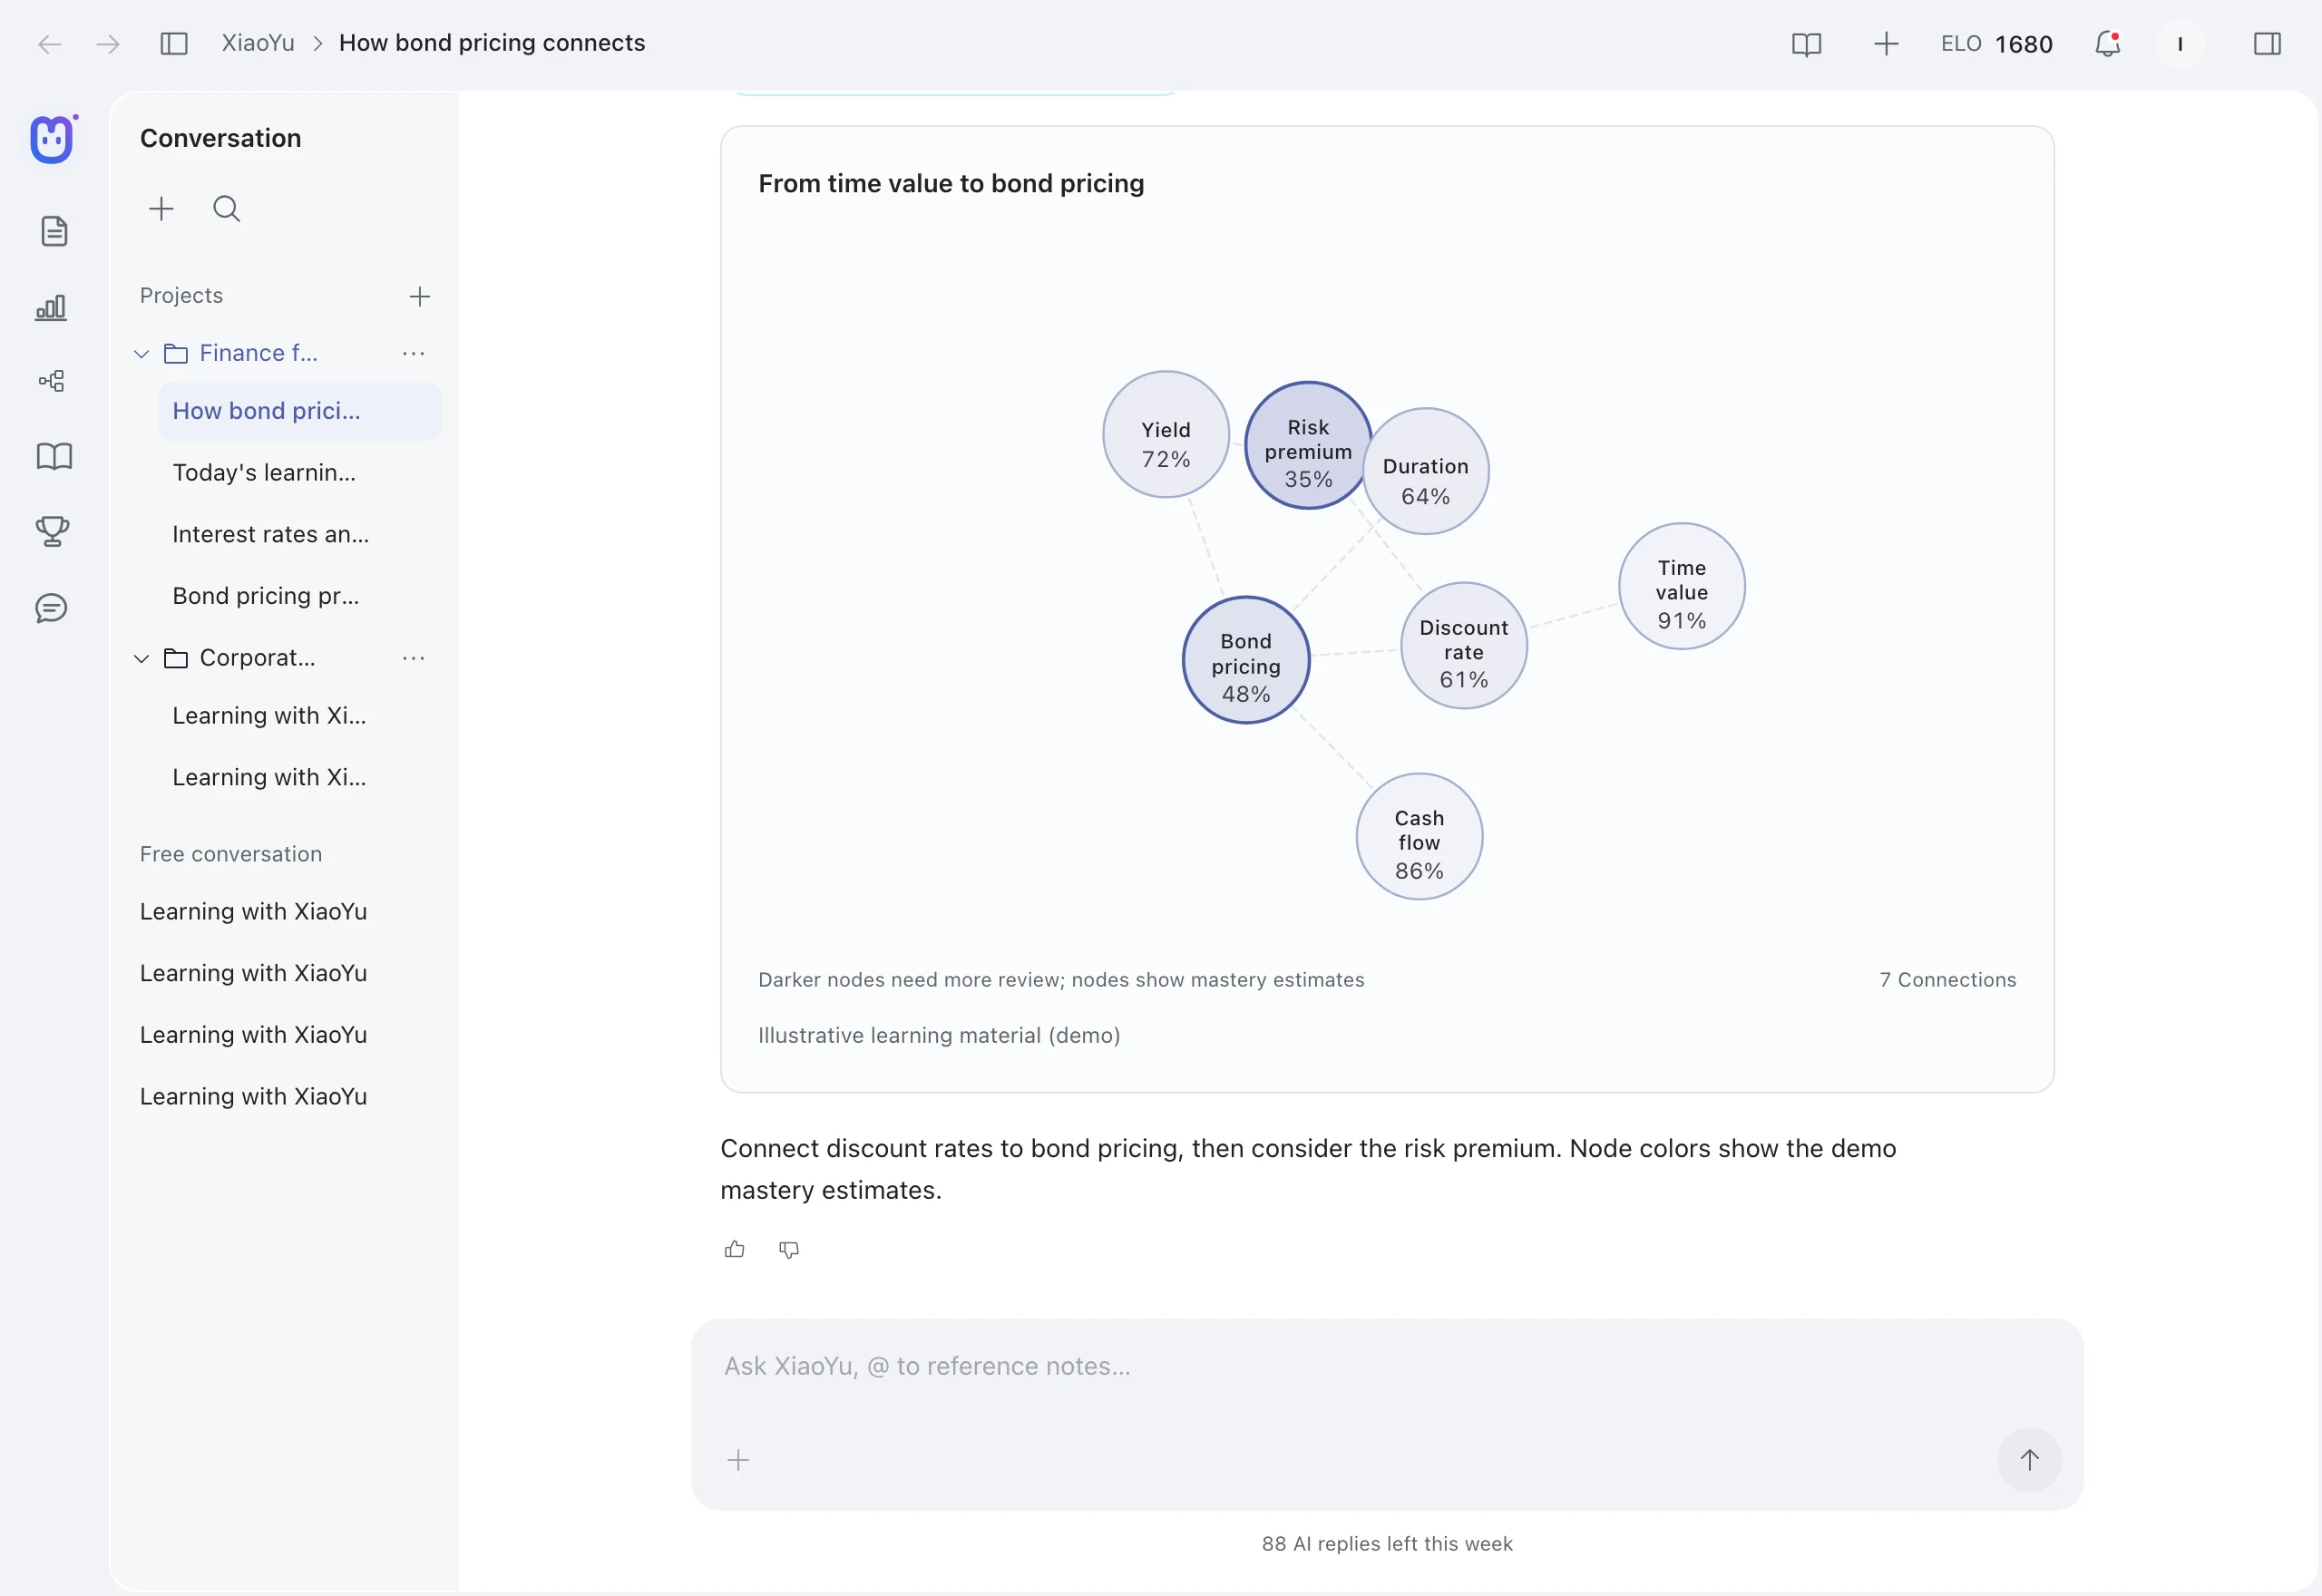 XiaoYu > How bond pricing connects
ELO 1680
I
Conversation
Projects
Finance f...
How bond prici...
Today's learnin...
Interest rates an...
Bond pricing pr...
Corporat...
Learning with Xi...
Learning with Xi...
Free conversation
Learning with XiaoYu
Learning with XiaoYu
Learning with XiaoYu
Learning with XiaoYu
From time value to bond pricing
Yield
72%
Risk
premium
35%
Duration
64%
Time
value
91%
Bond
pricing
48%
Discount
rate
61%
Cash
flow
86%
Darker nodes need more review; nodes show mastery estimates
7 Connections
Illustrative learning material (demo)
Connect discount rates to bond pricing, then consider the risk premium. Node colors show the demo
mastery estimates.
Ask XiaoYu, @ to reference notes...
88 AI replies left this week